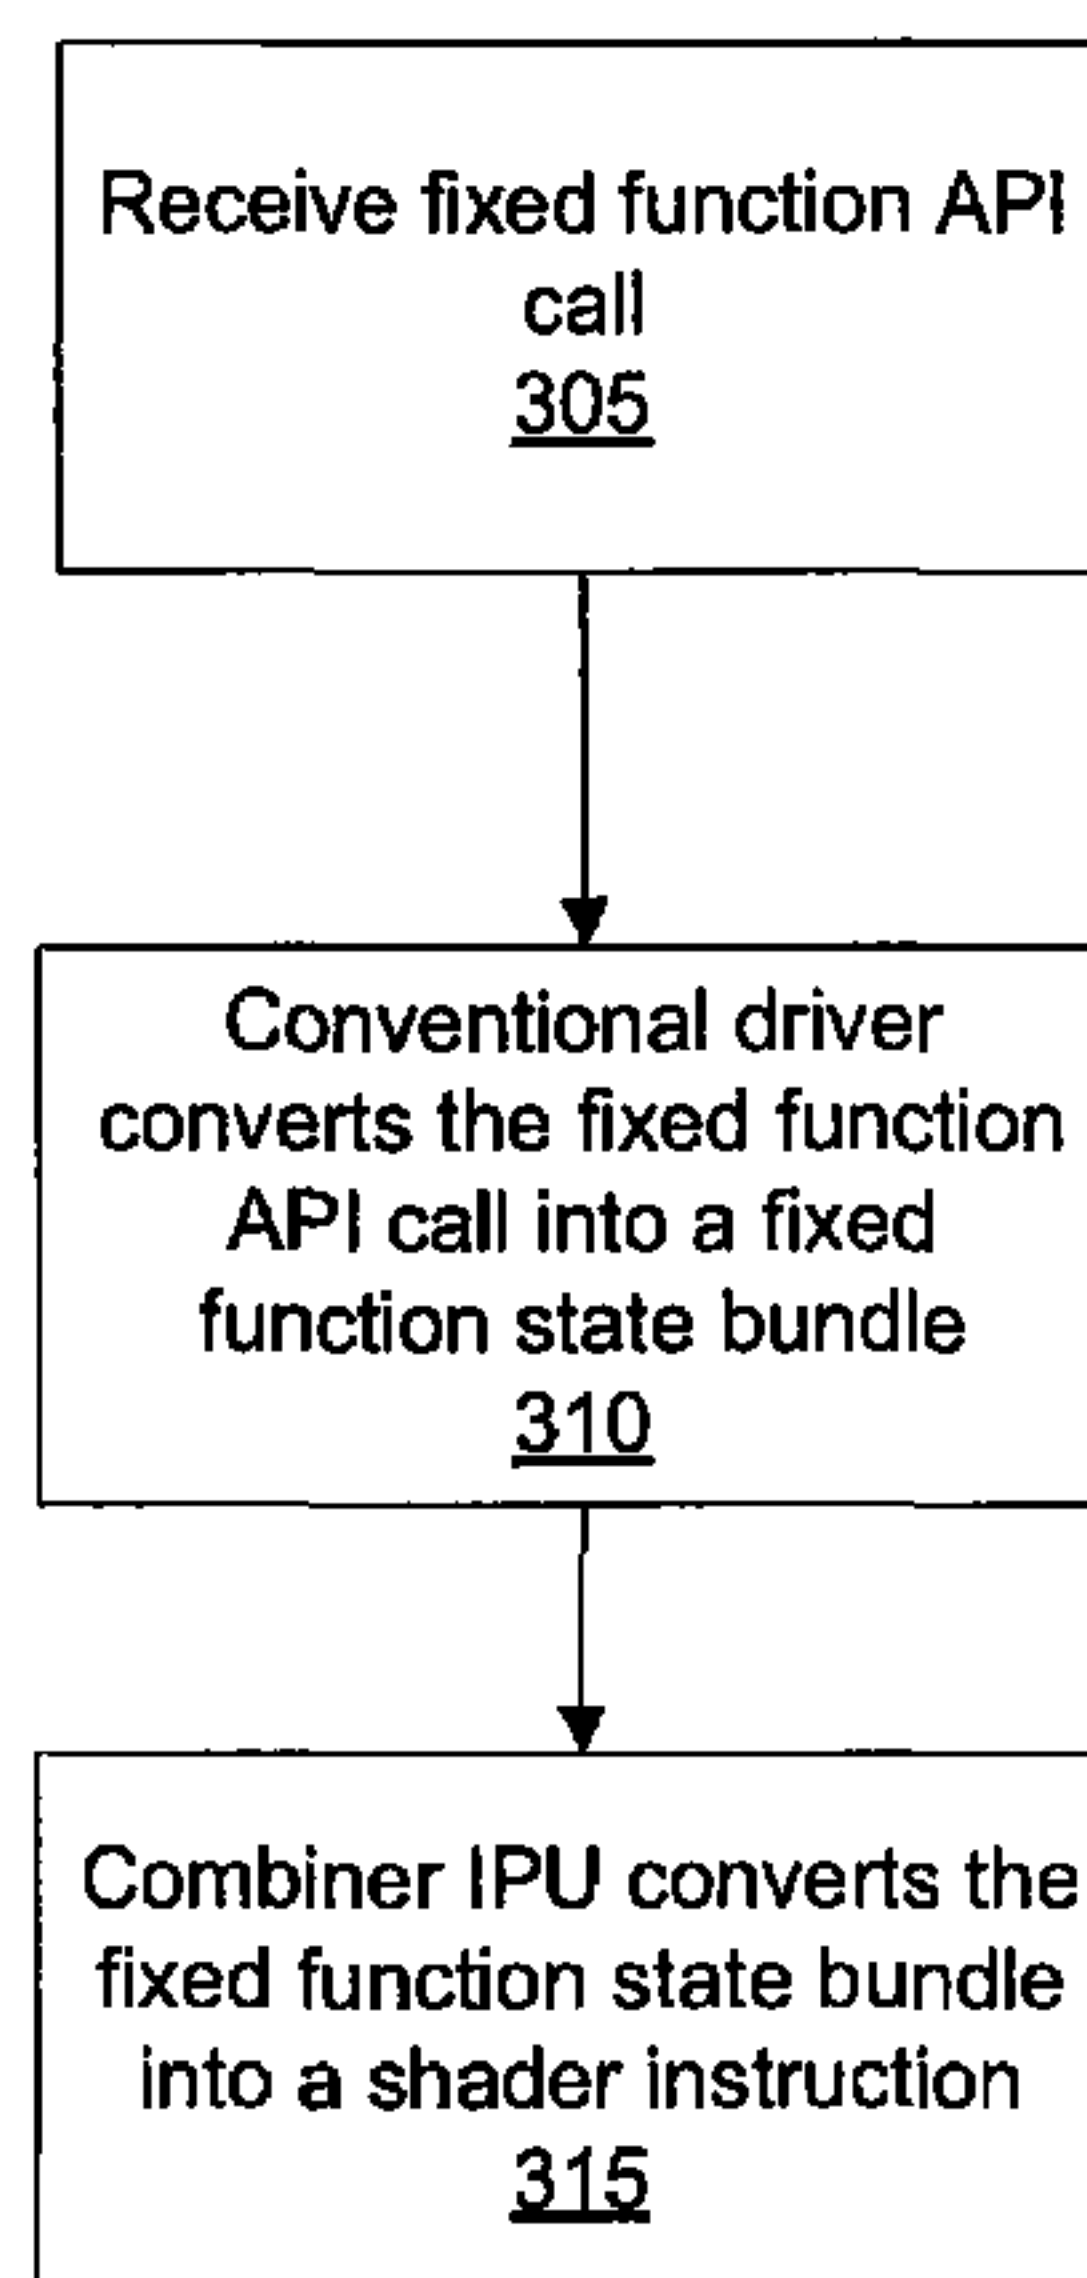 Receive fixed function API
call
305
Conventional driver
converts the fixed function
API call into a fixed
function state bundle
310
Combiner IPU converts the
fixed function state bundle
into a shader instruction
315